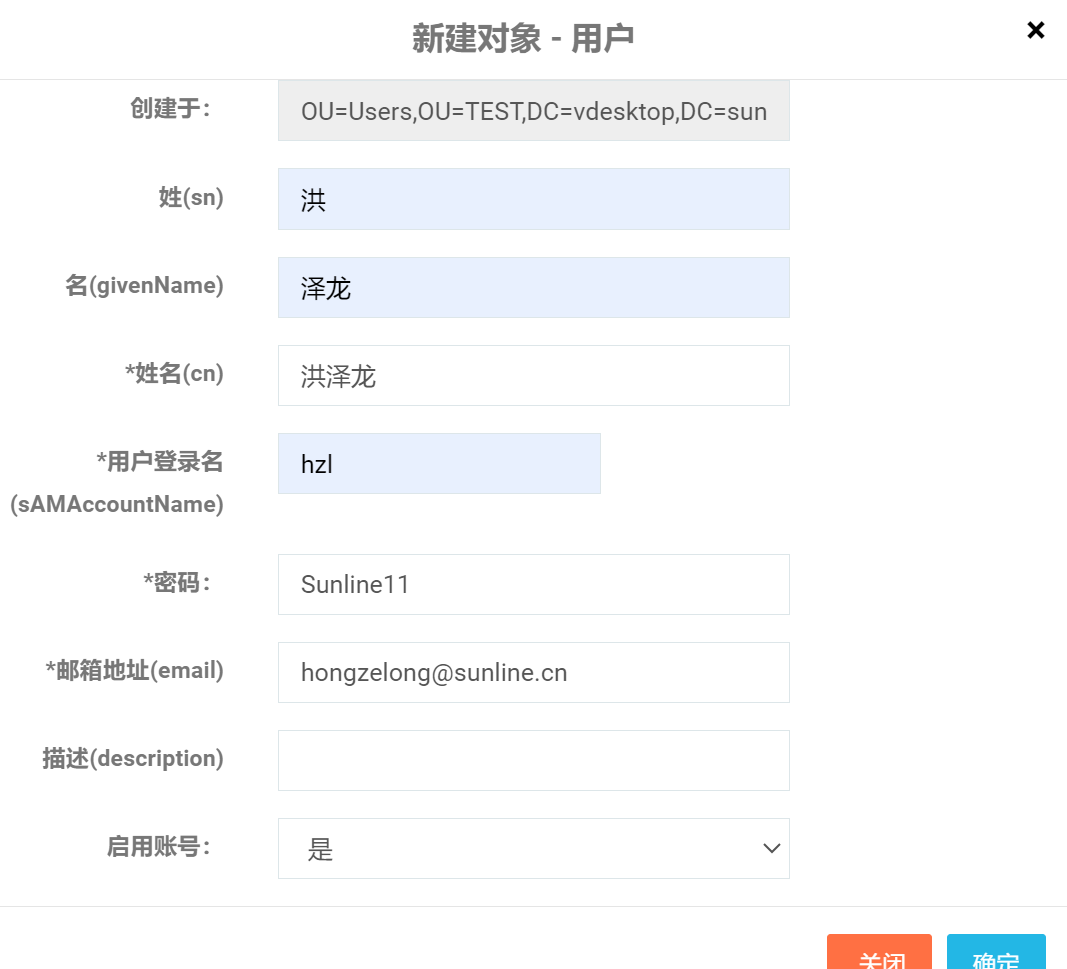 新建对象 - 用户
创建于： OU=Users,OU=TEST,DC=vdesktop,DC=sun
姓(sn) 洪
名(givenName) 泽龙
*姓名(cn) 洪泽龙
*用户登录名 hzl
(sAMAccountName)
*密码： Sunline11
*邮箱地址(email) hongzelong@sunline.cn
描述(description)
启用账号： 是
关闭 确定